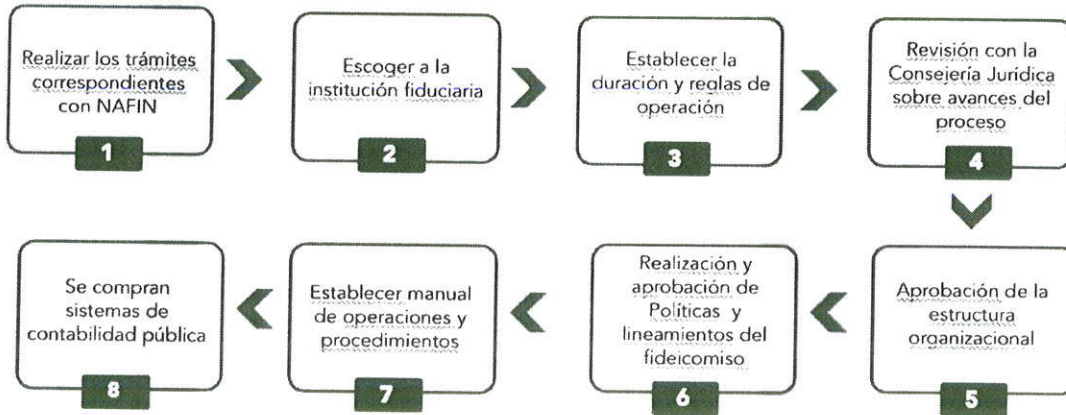 Realizar los trámites
correspondientes
con NAFIN
1
Escoger a la
institución fiduciaria
2
Establecer la
duración y reglas de
operación
3
Revisión con la
Consejería Jurídica
sobre avances del
proceso
4
Aprobación de la
estructura
organizacional
5
Realización y
aprobación de
Políticas y
lineamientos del
fideicomiso
6
Establecer manual
de operaciones y
procedimientos
7
Se compran
sistemas de
contabilidad pública
8